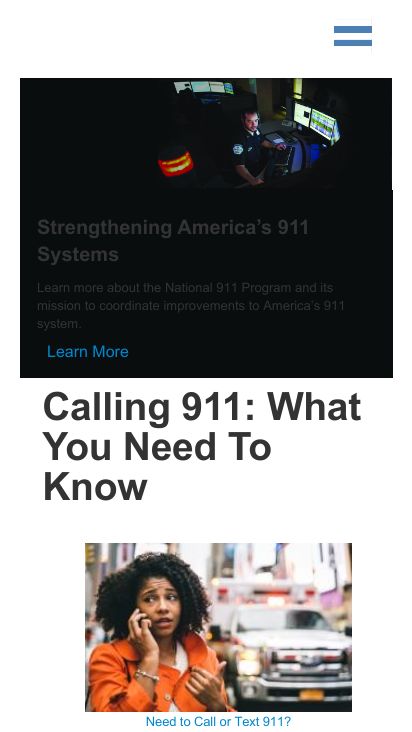 Strengthening America’s 911
Systems
Learn more about the National 911 Program and its
mission to coordinate improvements to America’s 911
system.
Learn More
Calling 911: What
You Need To
Know
Need to Call or Text 911?